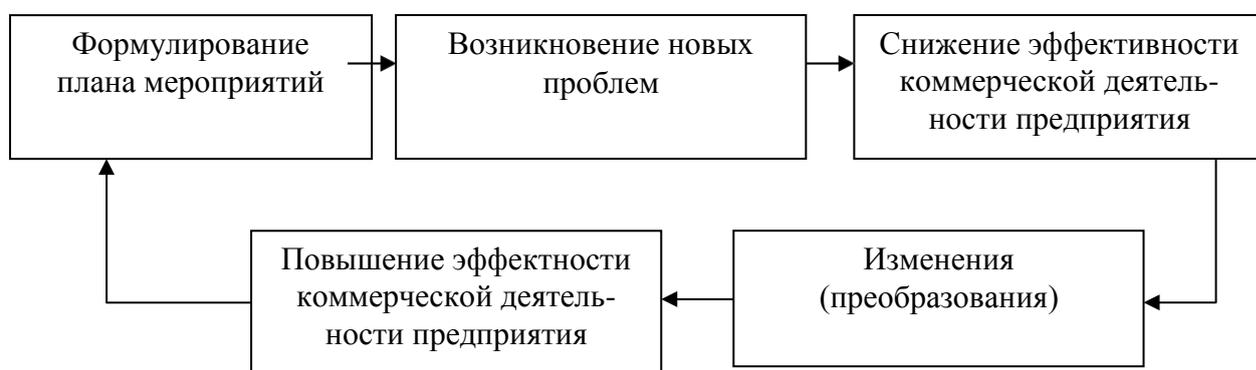 Формулирование
плана мероприятий
Возникновение новых
проблем
Снижение эффективности
коммерческой деятель-
ности предприятия
Изменения
(преобразования)
Повышение эффектности
коммерческой деятель-
ности предприятия